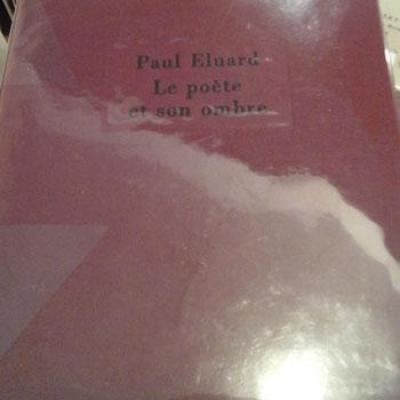 Paul Eluard
Le poète
et son ombre